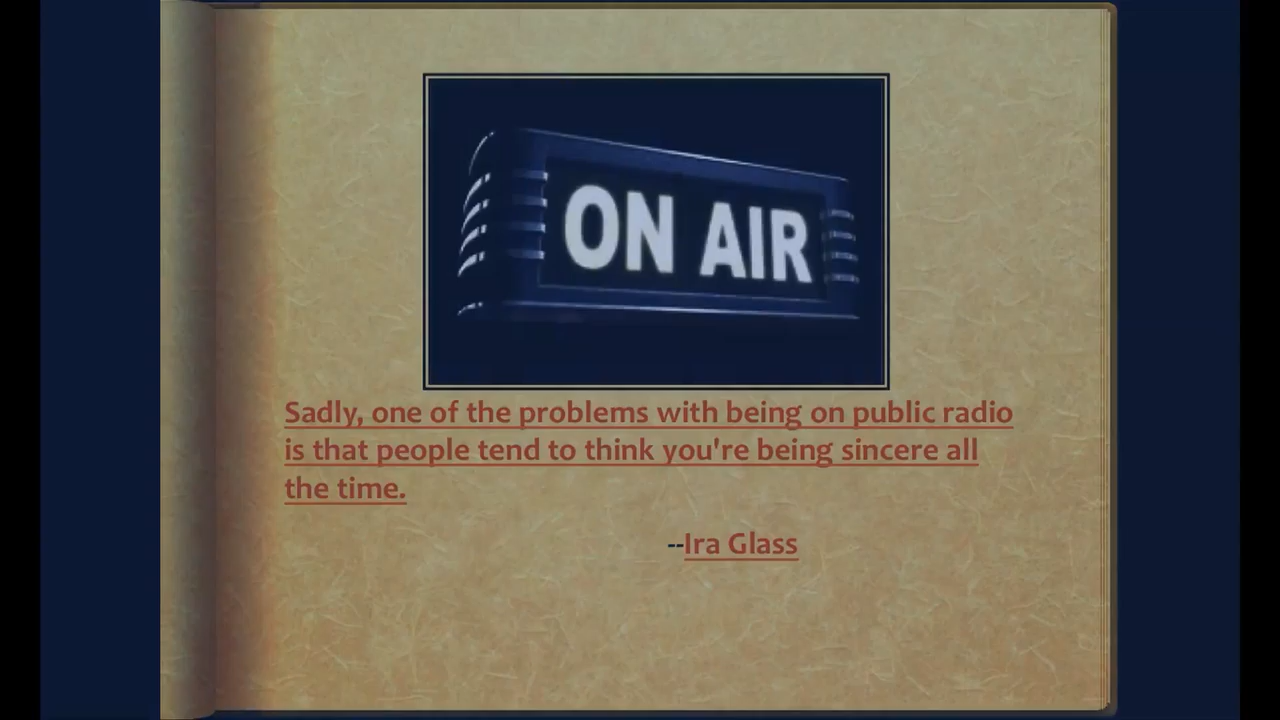 ON AIR
Sadly, one of the problems with being on public radio
is that people tend to think you're being sincere all
the time.
--Ira Glass